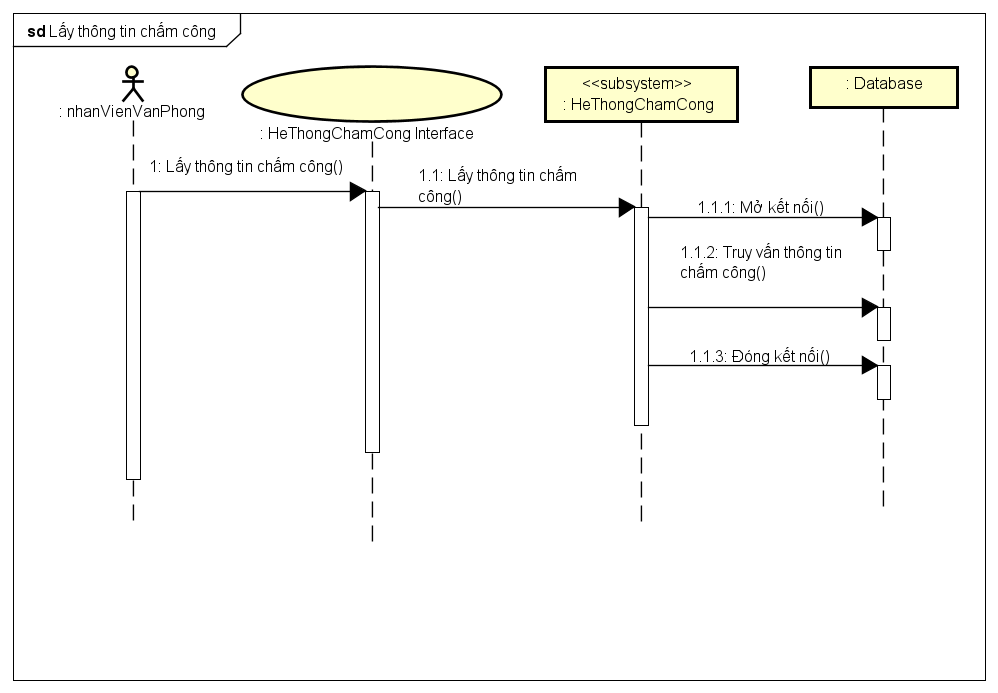 sd Lấy thông tin chấm công
: nhanVienVanPhong
: HeThongChamCong Interface
<<subsystem>>
: HeThongChamCong
: Database
1: Lấy thông tin chấm công()
1.1: Lấy thông tin chấm
công()
1.1.1: Mở kết nối()
1.1.2: Truy vấn thông tin
chấm công()
1.1.3: Đóng kết nối()